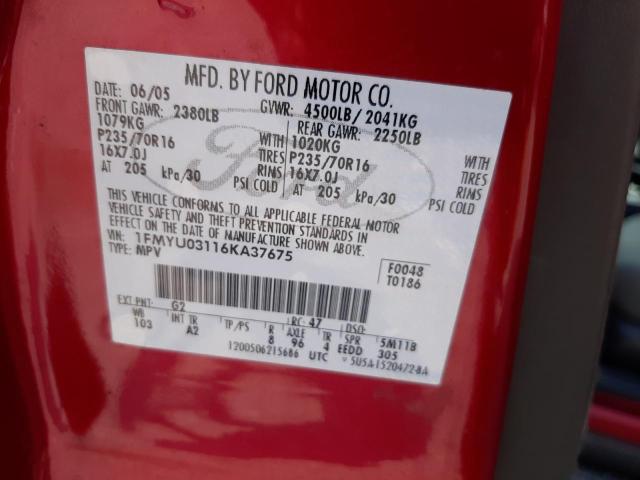 MFD. BY FORD MOTOR CO.
DATE: 06/05 GVWR: 4500LB/ 2041KG
FRONT GAWR: 2380LB REAR GAWR: 2250LB
1079KG WITH 1020KG WITH
P235/70R16 TIRES P235/70R16 TIRES
16X7.0J RIMS 16X7.0J RIMS
AT 205 kPa/30 PSI COLD AT 205 kPa/30 PSI COLD
THIS VEHICLE CONFORMS TO ALL APPLICABLE FEDERAL MOTOR
VEHICLE SAFETY AND THEFT PREVENTION STANDARDS IN
EFFECT ON THE DATE OF MANUFACTURE SHOWN ABOVE.
VIN: 1FMYU03116KA37675
TYPE: MPV
F0048
T0186
Ford
EXT PNT: G2 RC: 47 DSO:
WB INT TR TP/PS R AXLE TR SPR 5M11B
103 A2 8 96 4 EEDD 305
1200506215686 UTC 5U5A-1520472-BA